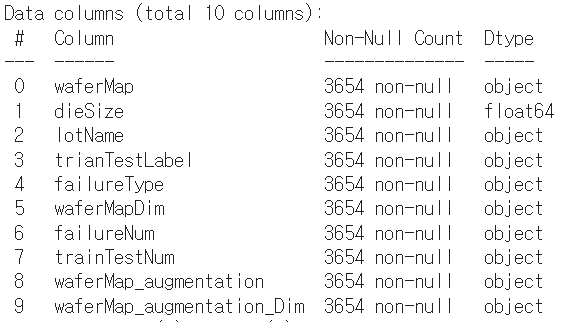 Data columns (total 10 columns):
 #   Column                    Non-Null Count  Dtype
---  ------                    --------------  -----
 0   waferMap                  3654 non-null   object
 1   dieSize                   3654 non-null   float64
 2   lotName                   3654 non-null   object
 3   trianTestLabel            3654 non-null   object
 4   failureType               3654 non-null   object
 5   waferMapDim               3654 non-null   object
 6   failureNum                3654 non-null   object
 7   trainTestNum              3654 non-null   object
 8   waferMap_augmentation     3654 non-null   object
 9   waferMap_augmentation_Dim 3654 non-null   object